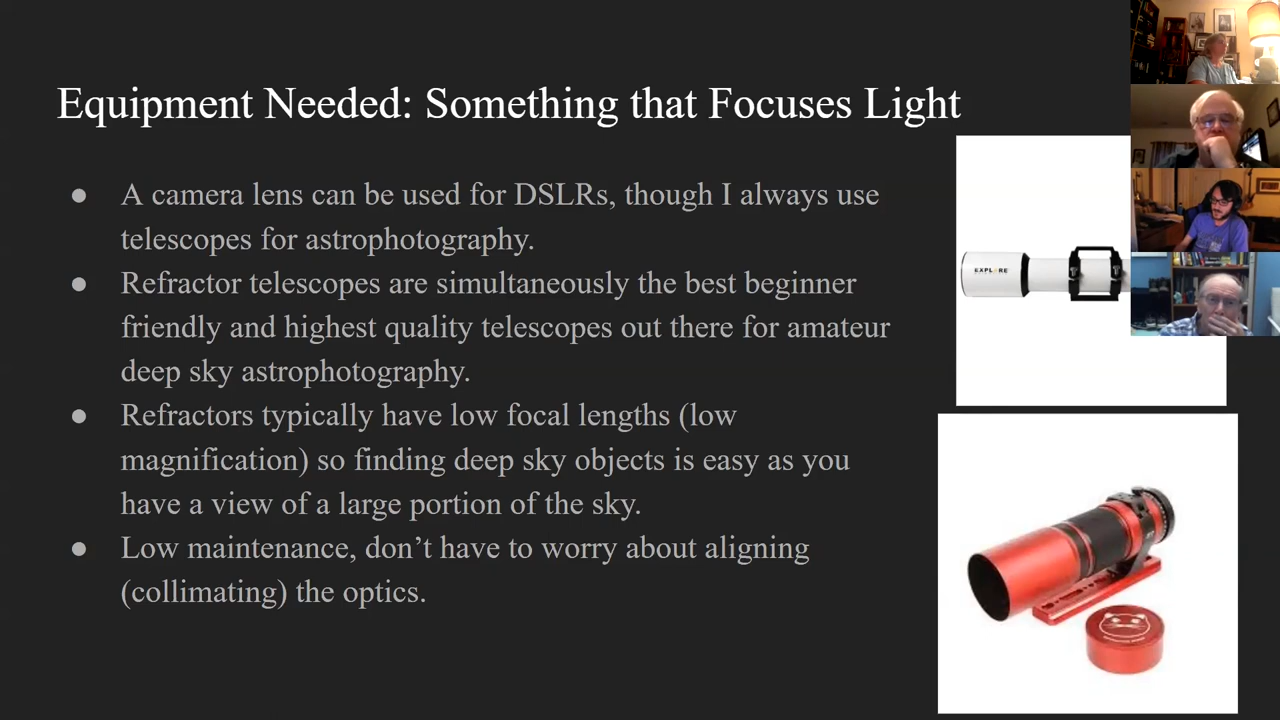 Equipment Needed: Something that Focuses Light
● A camera lens can be used for DSLRs, though I always use
telescopes for astrophotography.
● Refractor telescopes are simultaneously the best beginner
friendly and highest quality telescopes out there for amateur
deep sky astrophotography.
● Refractors typically have low focal lengths (low
magnification) so finding deep sky objects is easy as you
have a view of a large portion of the sky.
● Low maintenance, don’t have to worry about aligning
(collimating) the optics.
EXPLORE